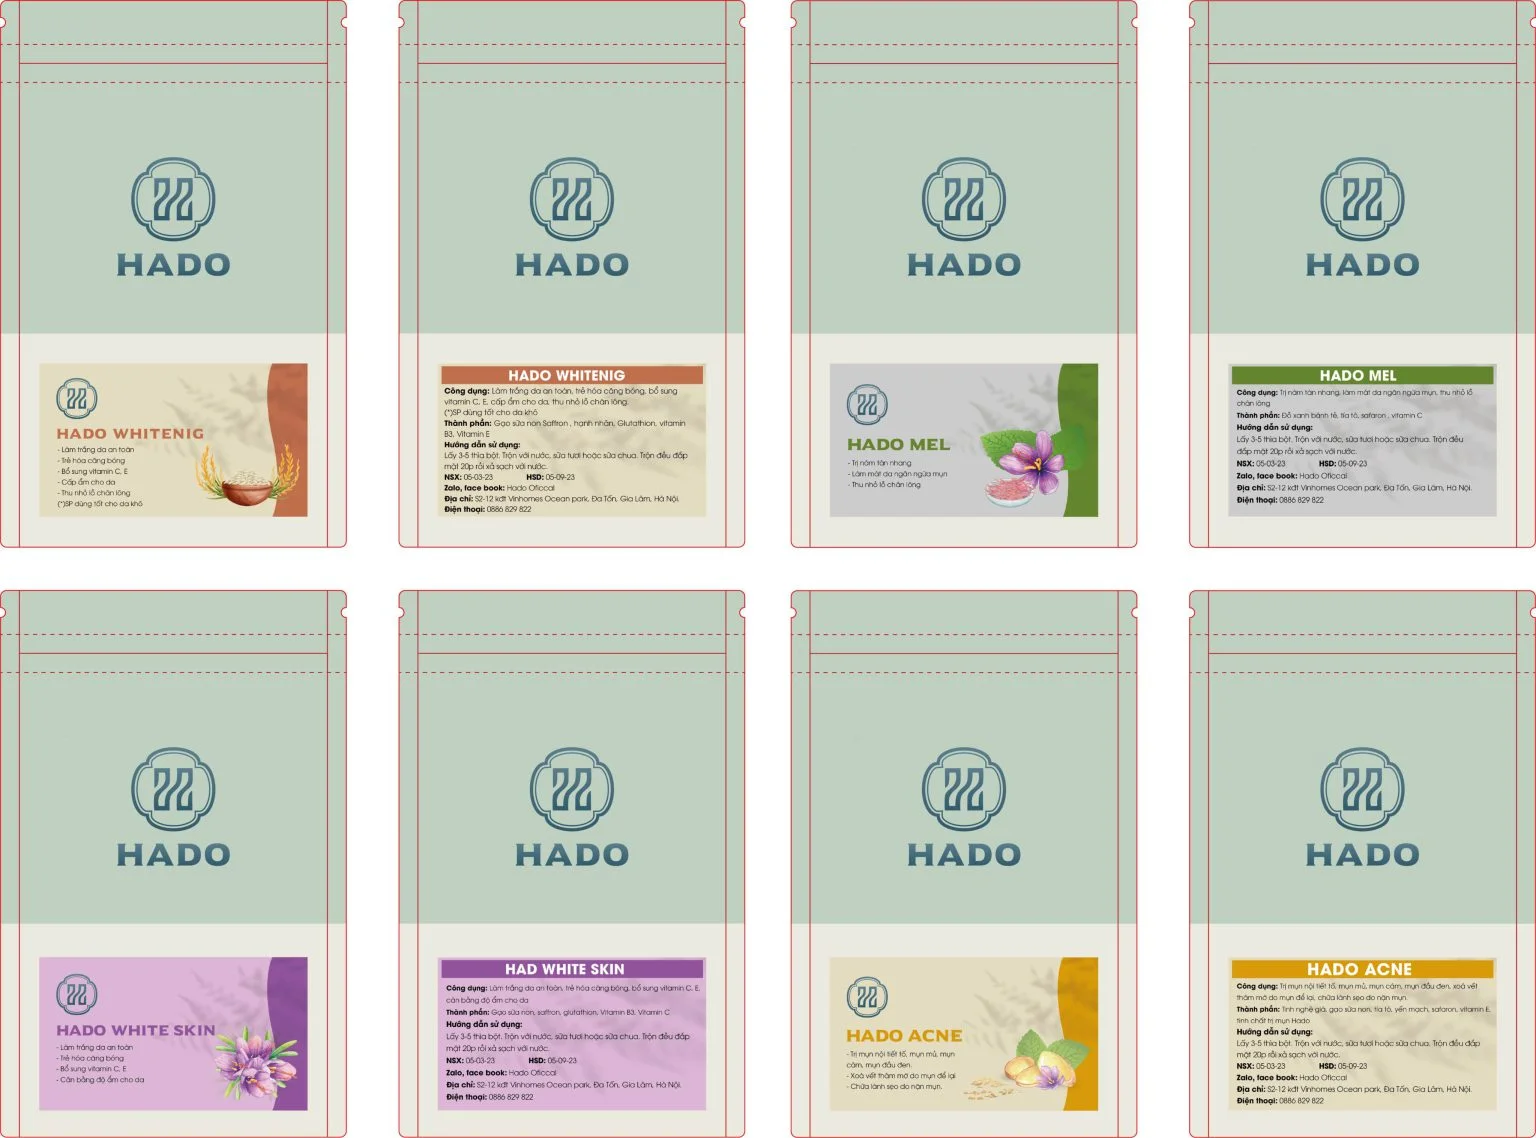 HADO
HADO WHITENIG
- Làm trắng da an toàn
- Trẻ hóa căng bóng
- Bổ sung vitamin C, E
- Cấp ẩm cho da
- Thu nhỏ lỗ chân lông
(*)SP dùng tốt cho da khô
HADO
HADO WHITENIG
Công dụng: Làm trắng da an toàn, trẻ hóa căng bóng, bổ sung
vitamin C, E, cấp ẩm cho da, thu nhỏ lỗ chân lông.
(*)SP dùng tốt cho da khô
Thành phần: Gạo sữa non Saffron , hạnh nhân, Glutathion, vitamin
B3, Vitamin E
Hướng dẫn sử dụng:
Lấy 3-5 thìa bột. Trộn với nước, sữa tươi hoặc sữa chua. Trộn đều đắp
mặt 20p rồi xả sạch với nước.
NSX: 05-03-23 HSD: 05-09-23
Zalo, face book: Hado Oficcal
Địa chỉ: S2-12 kđt Vinhomes Ocean park, Đa Tốn, Gia Lâm, Hà Nội.
Điện thoại: 0886 829 822
HADO
HADO MEL
- Trị nám tàn nhang
- Làm mát da ngăn ngừa mụn
- Thu nhỏ lỗ chân lông
HADO
HADO MEL
Công dụng: Trị nám tàn nhang, làm mát da ngăn ngừa mụn, thu nhỏ lỗ
chân lông
Thành phần: Đỗ xanh bánh tẻ, tía tô, safaron , vitamin C
Hướng dẫn sử dụng:
Lấy 3-5 thìa bột. Trộn với nước, sữa tươi hoặc sữa chua. Trộn đều
đắp mặt 20p rồi xả sạch với nước.
NSX: 05-03-23 HSD: 05-09-23
Zalo, face book: Hado Oficcal
Địa chỉ: S2-12 kđt Vinhomes Ocean park, Đa Tốn, Gia Lâm, Hà Nội.
Điện thoại: 0886 829 822
HADO
HADO WHITE SKIN
- Làm trắng da an toàn
- Trẻ hóa căng bóng
- Bổ sung vitamin C, E
- Cân bằng độ ẩm cho da
HADO
HAD WHITE SKIN
Công dụng: Làm trắng da an toàn, trẻ hóa căng bóng, bổ sung vitamin C, E,
cân bằng độ ẩm cho da
Thành phần: Gạo sữa non, saffron, glutathion, Vitamin B3, Vitamin C
Hướng dẫn sử dụng:
Lấy 3-5 thìa bột. Trộn với nước, sữa tươi hoặc sữa chua. Trộn đều đắp
mặt 20p rồi xả sạch với nước.
NSX: 05-03-23 HSD: 05-09-23
Zalo, face book: Hado Oficcal
Địa chỉ: S2-12 kđt Vinhomes Ocean park, Đa Tốn, Gia Lâm, Hà Nội.
Điện thoại: 0886 829 822
HADO
HADO ACNE
- Trị mụn nội tiết tố, mụn mủ, mụn
cám, mụn đầu đen.
- Xoá vết thâm mờ do mụn để lại
- Chữa lành sẹo do nặn mụn.
HADO
HADO ACNE
Công dụng: Trị mụn nội tiết tố, mụn mủ, mụn cám, mụn đầu đen, xoá vết
thâm mờ do mụn để lại, chữa lành sẹo do nặn mụn.
Thành phần: Tinh nghệ già, gạo sữa non, tía tô, yến mạch, safaron, vitamin E,
tinh chất trị mụn Hado
Hướng dẫn sử dụng:
Lấy 3-5 thìa bột. Trộn với nước, sữa tươi hoặc sữa chua. Trộn đều đắp
mặt 20p rồi xả sạch với nước.
NSX: 05-03-23 HSD: 05-09-23
Zalo, face book: Hado Oficcal
Địa chỉ: S2-12 kđt Vinhomes Ocean park, Đa Tốn, Gia Lâm, Hà Nội.
Điện thoại: 0886 829 822